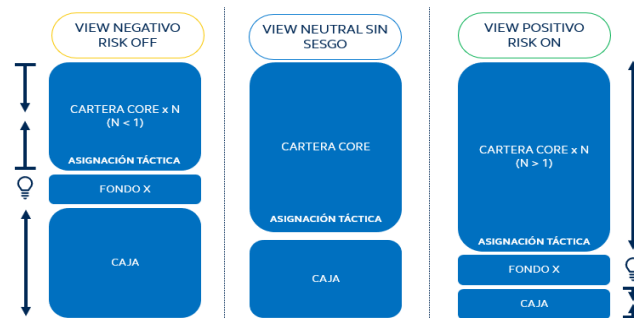 VIEW NEGATIVO
RISK OFF
CARTERA CORE x N
(N < 1)
ASIGNACIÓN TÁCTICA
FONDO X
CAJA
VIEW NEUTRAL SIN
SESGO
CARTERA CORE
ASIGNACIÓN TÁCTICA
CAJA
VIEW POSITIVO
RISK ON
CARTERA CORE x N
(N > 1)
ASIGNACIÓN TÁCTICA
FONDO X
CAJA